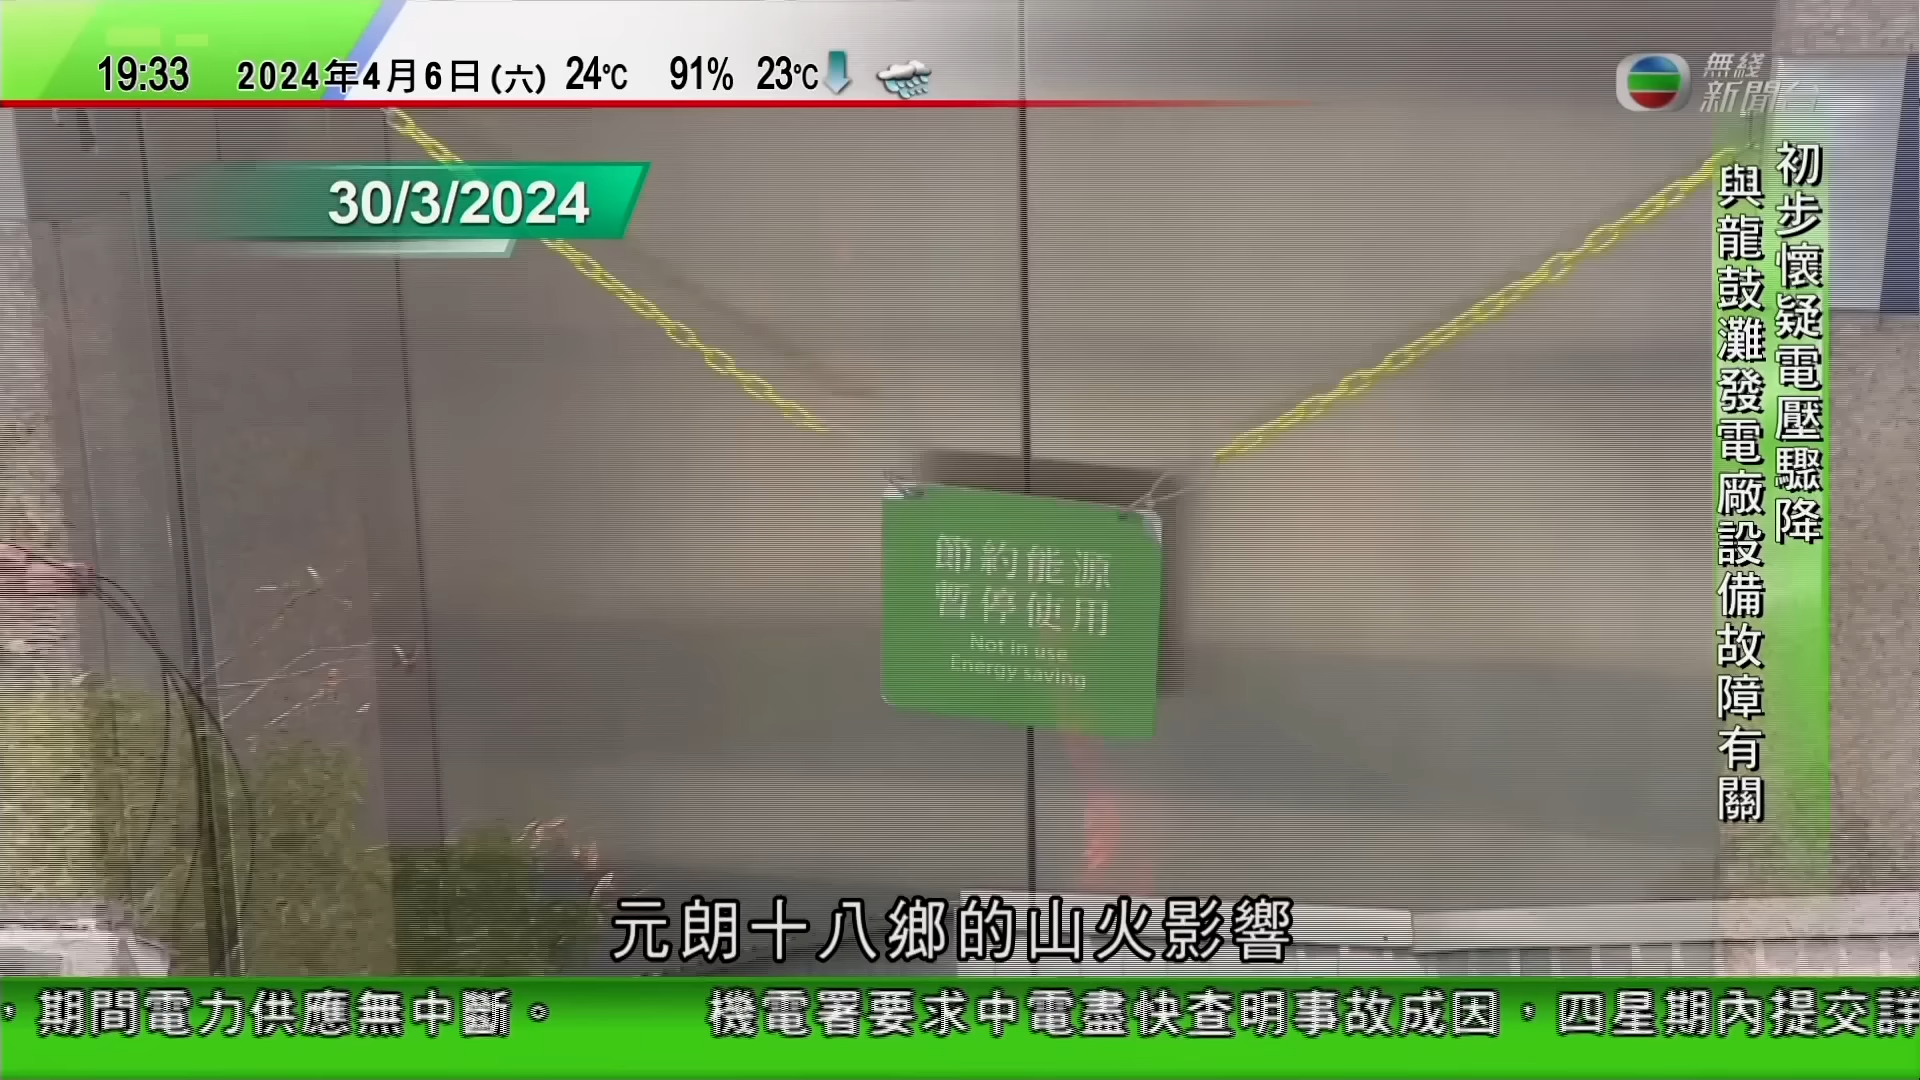 19:33 2024年4月6日(六) 24℃ 91% 23℃
無綫
新聞台
30/3/2024
初步懷疑電壓驟降
與龍鼓灘發電廠設備故障有關
節約能源
暫停使用
Not in use
Energy saving
元朗十八鄉的山火影響
，期間電力供應無中斷。 機電署要求中電盡快查明事故成因，四星期內提交詳